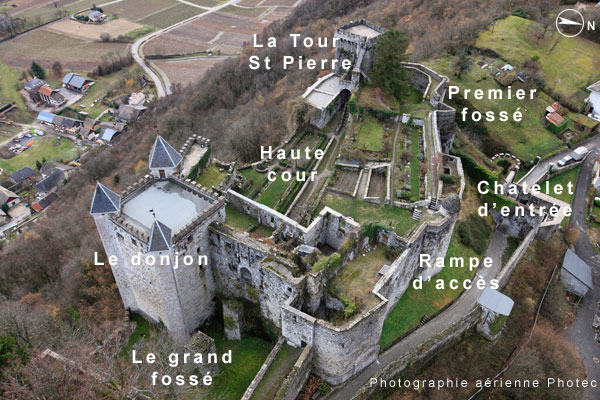 La Tour
St Pierre
Premier
fossé
Haute
cour
Châtelet
d'entrée
Le donjon
Rampe
d'accès
Le grand
fossé
Photographie aérienne Photec